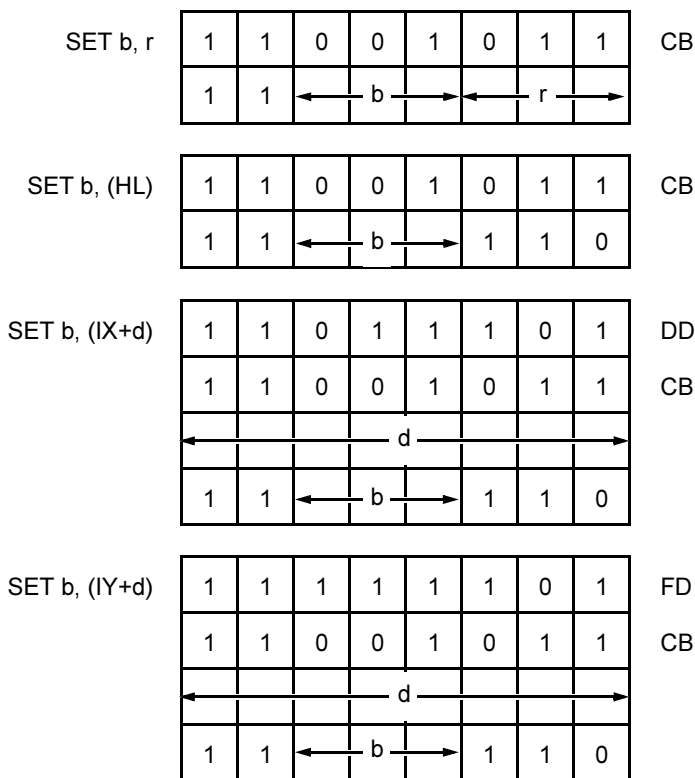 SET b, r 1 1 0 0 1 0 1 1 CB
1 1 b r
SET b, (HL) 1 1 0 0 1 0 1 1 CB
1 1 b 1 1 0
SET b, (IX+d) 1 1 0 1 1 1 0 1 DD
1 1 0 0 1 0 1 1 CB
d
1 1 b 1 1 0
SET b, (IY+d) 1 1 1 1 1 1 0 1 FD
1 1 0 0 1 0 1 1 CB
d
1 1 b 1 1 0